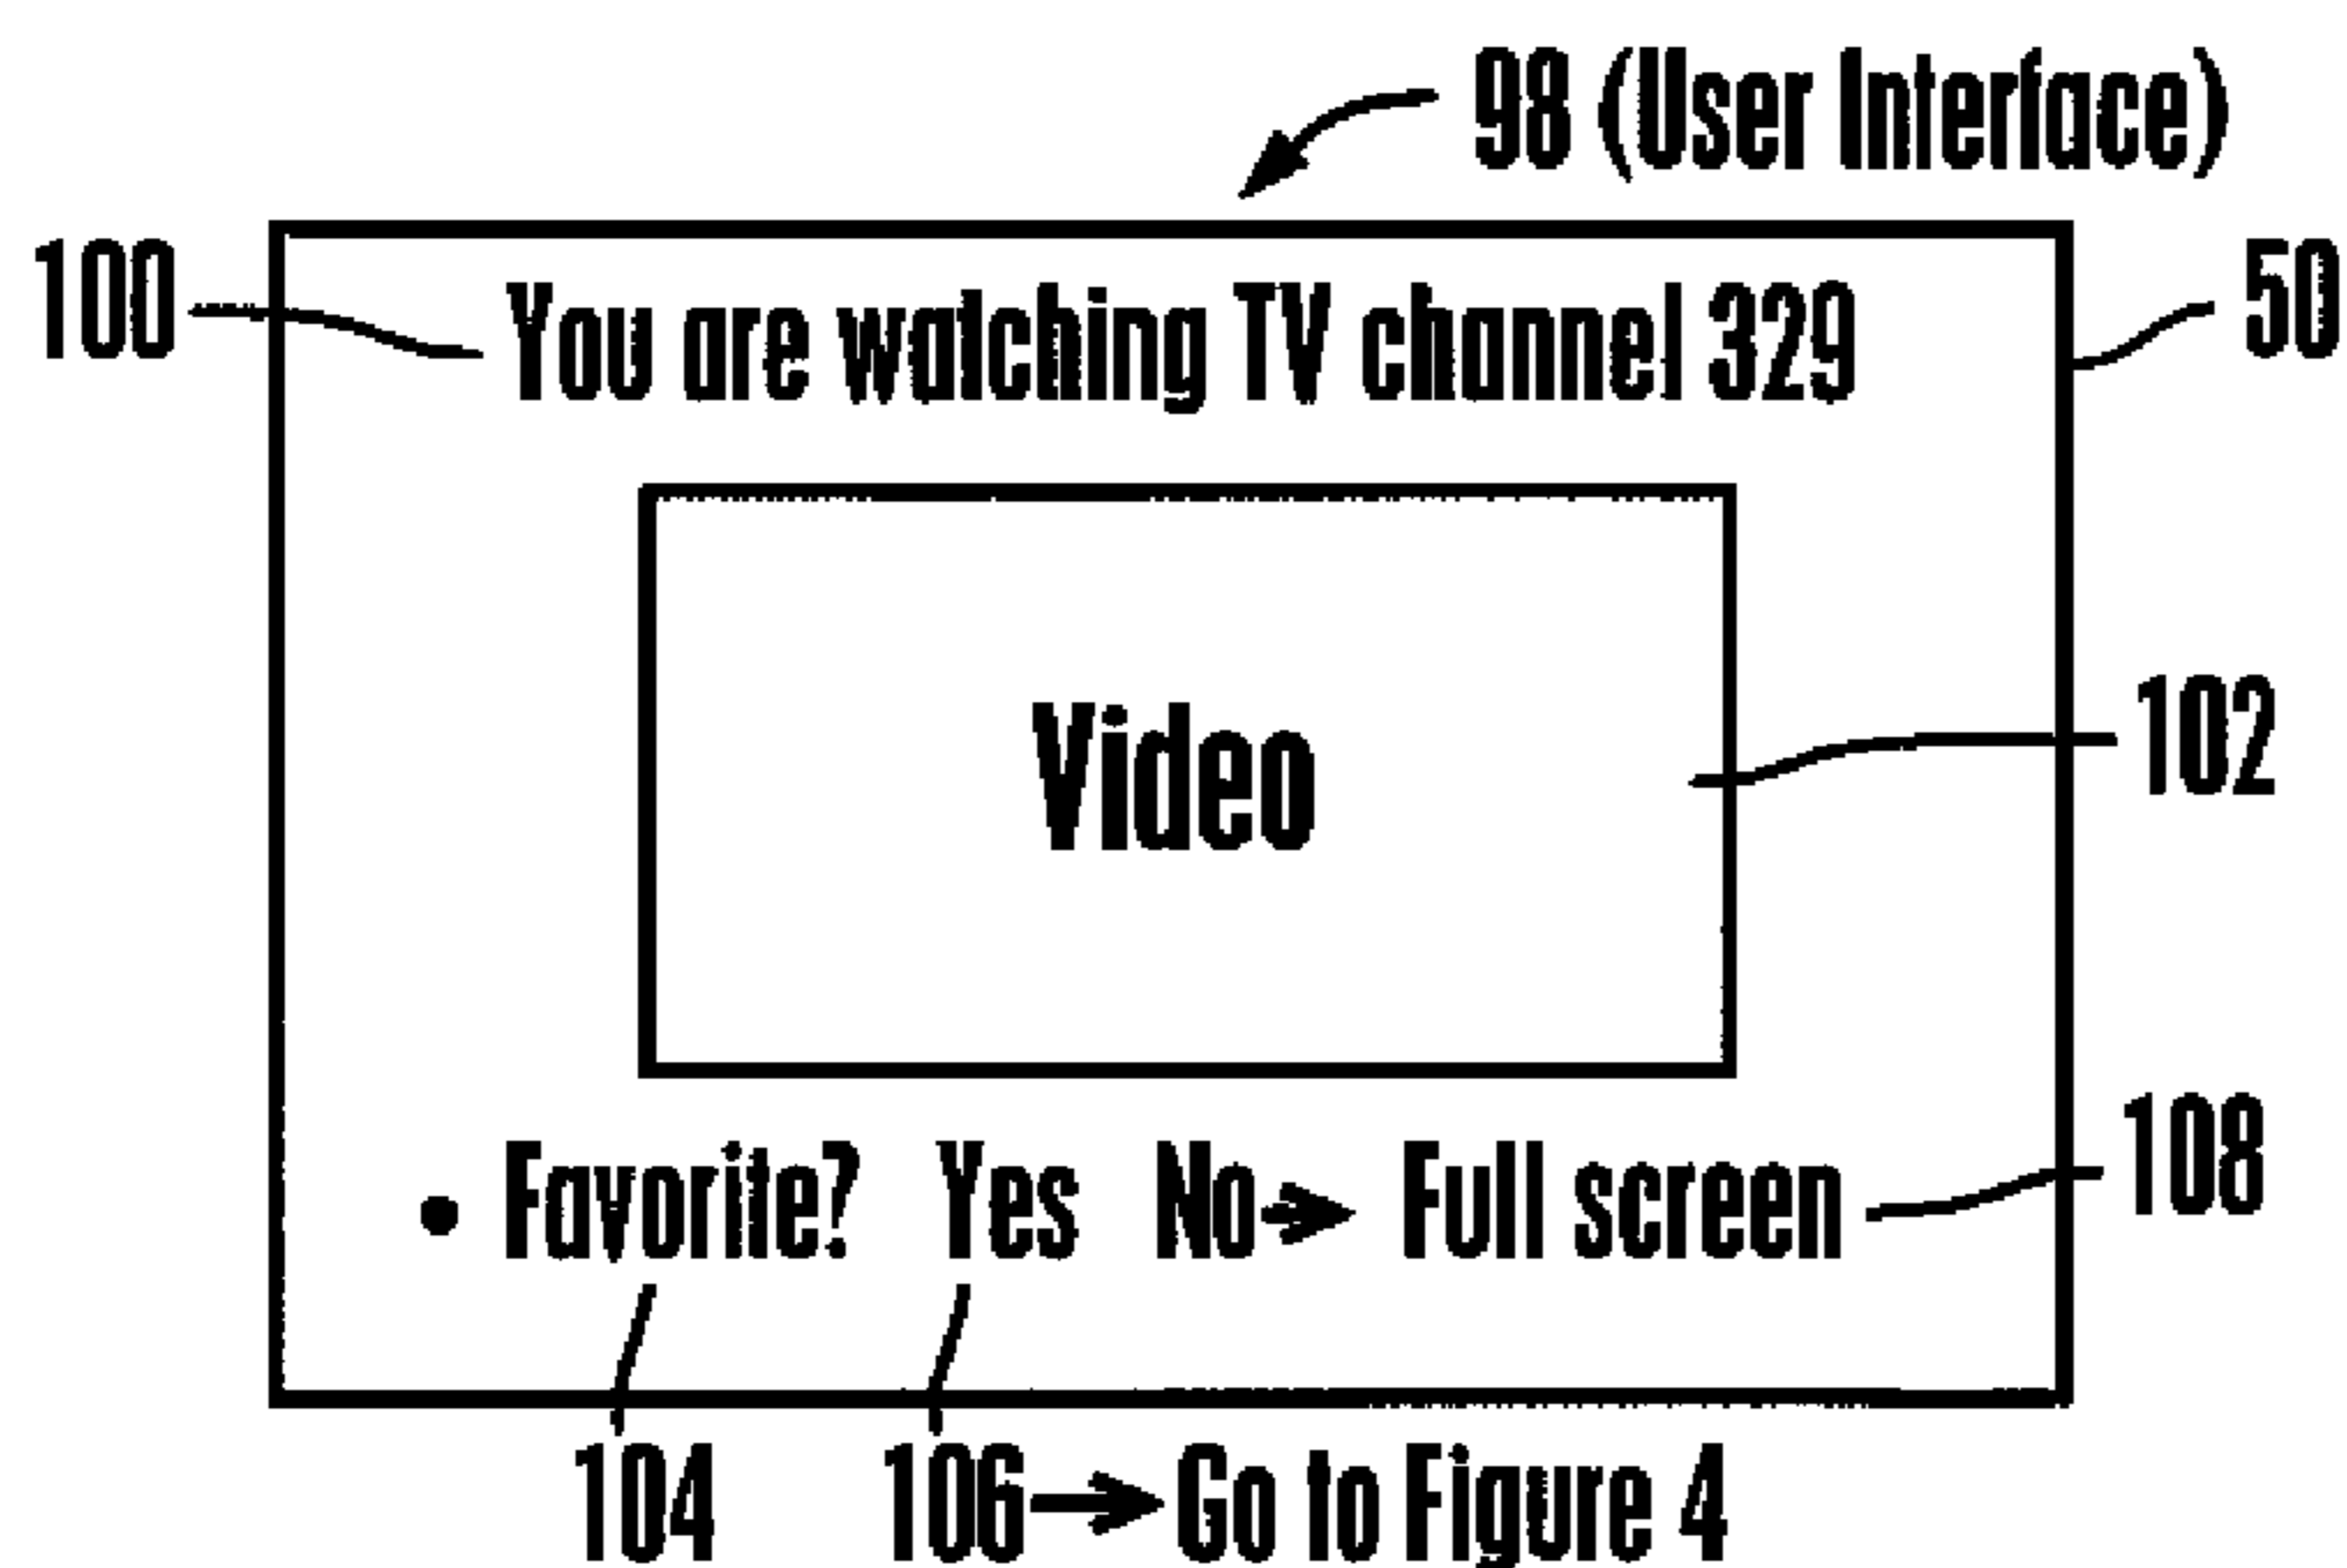 98 (User Interface)
100
You are watching TV channel 329
50
Video
102
• Favorite? Yes No → Full screen
108
104
106 → Go to Figure 4